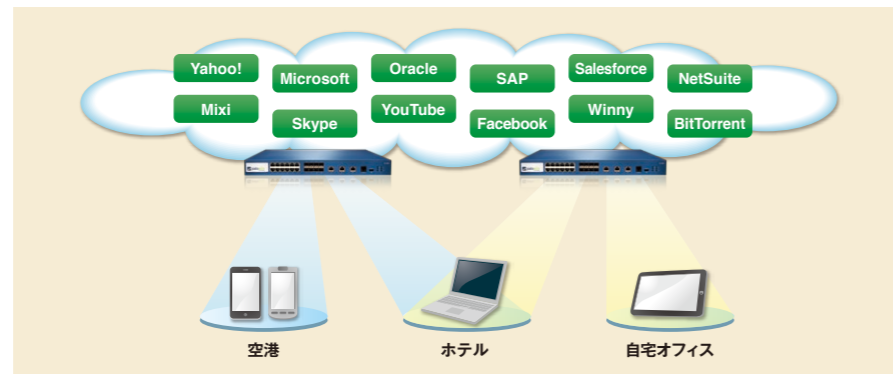 Yahoo!
Microsoft
Oracle
SAP
Salesforce
NetSuite
Mixi
Skype
YouTube
Facebook
Winny
BitTorrent
空港
ホテル
自宅オフィス